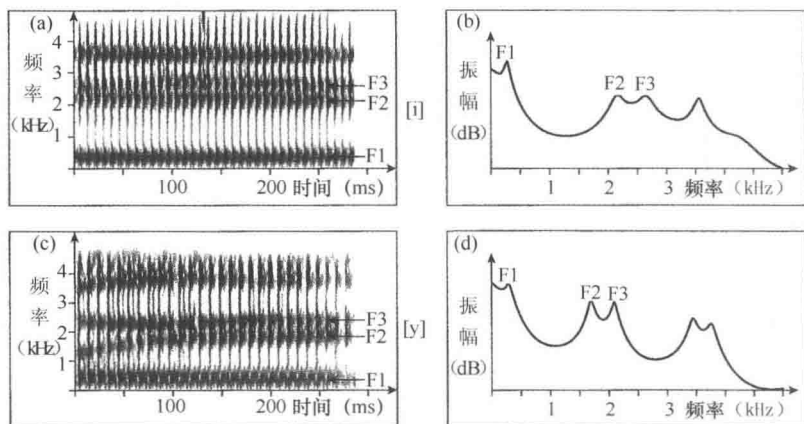 (a)
频
率
(kHz)
4
3
2
1
F3
F2
F1
100
200 时间 (ms)
[i]
(b)
振
幅
(dB)
F1
F2 F3
1
2
3 频率 (kHz)
(c)
频
率
(kHz)
4
3
2
1
F3
F2
F1
100
200 时间 (ms)
[y]
(d)
振
幅
(dB)
F1
F2 F3
1
2
3 频率 (kHz)